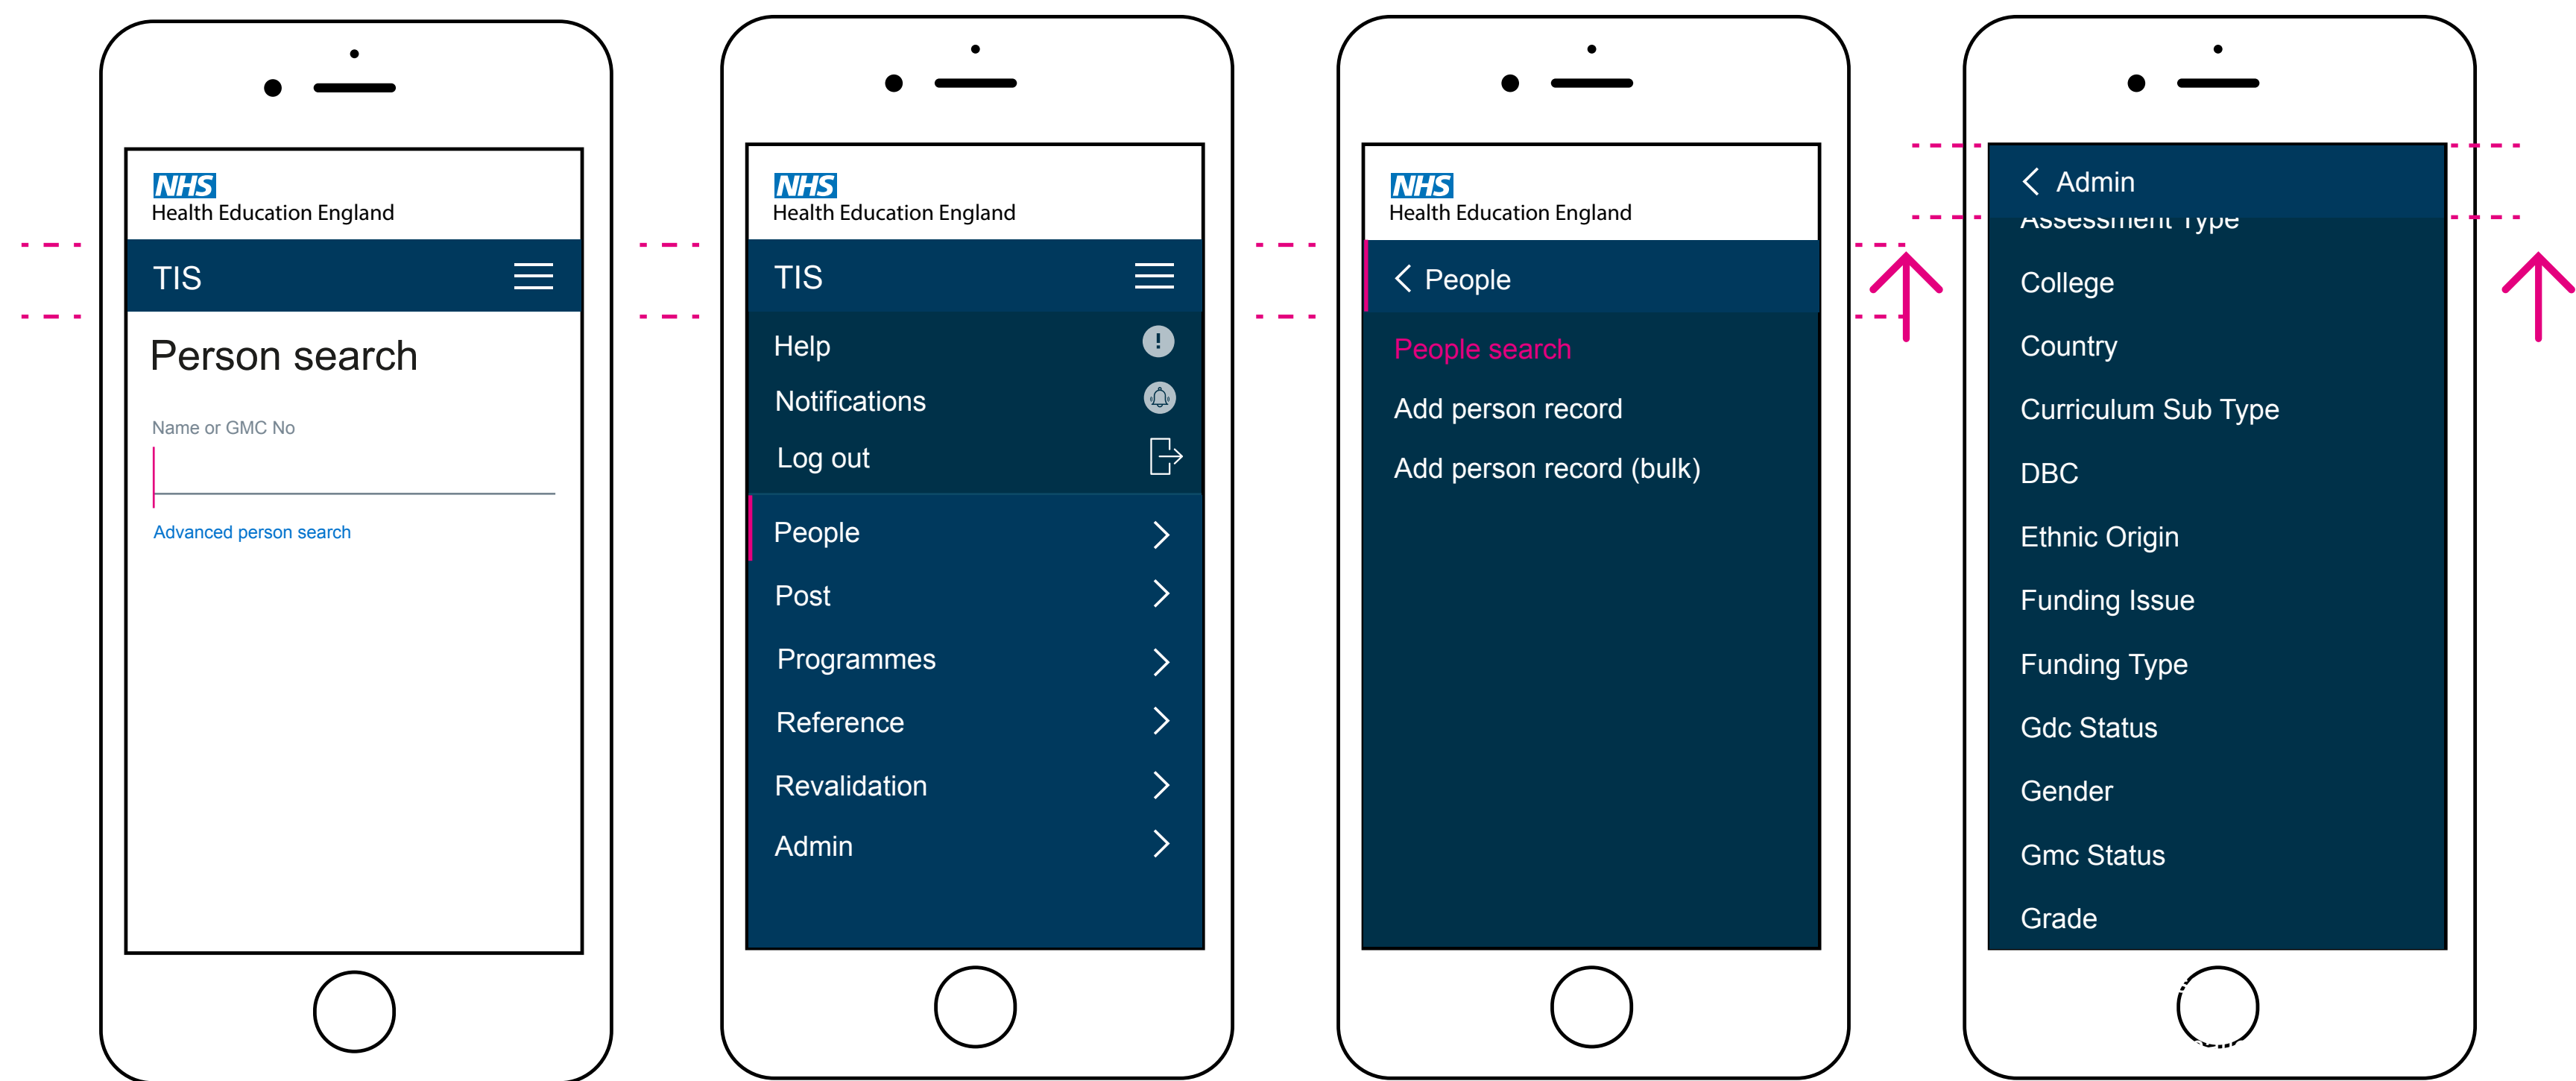 NHS
Health Education England
TIS
Person search
Name or GMC No
Advanced person search
NHS
Health Education England
TIS
Help
Notifications
Log out
People
Post
Programmes
Reference
Revalidation
Admin
NHS
Health Education England
People
People search
Add person record
Add person record (bulk)
Admin
Assessment Type
College
Country
Curriculum Sub Type
DBC
Ethnic Origin
Funding Issue
Funding Type
Gdc Status
Gender
Gmc Status
Grade